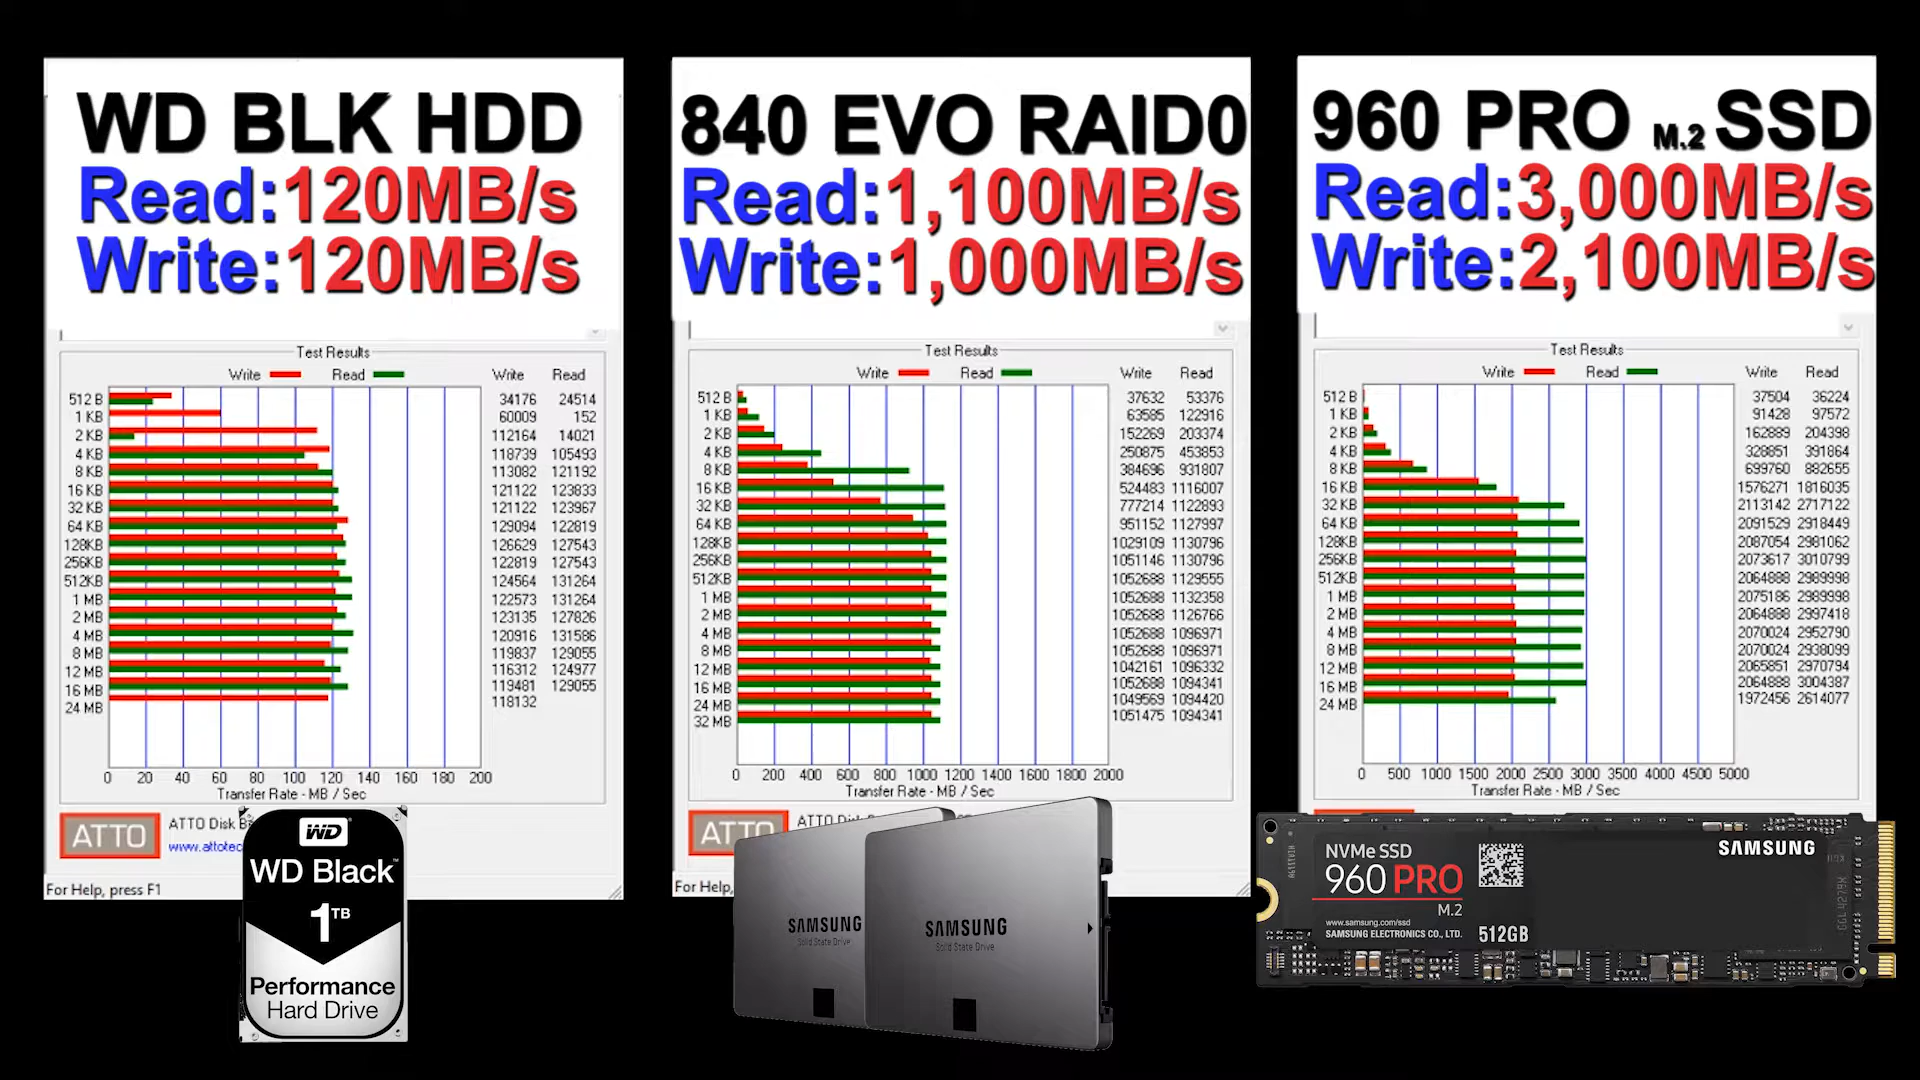 WD BLK HDD
Read:120MB/s
Write:120MB/s
Test Results
Write Read Write Read
512 B 34176 24514
1 KB 60009 152
2 KB 112164 14021
4 KB 118739 105493
8 KB 113082 121192
16 KB 121122 123833
32 KB 121122 123967
64 KB 129094 122819
128KB 126629 127543
256KB 122819 127543
512KB 124564 131264
1 MB 122573 131264
2 MB 123135 127826
4 MB 120916 131586
8 MB 119837 129055
12 MB 116312 124977
16 MB 119481 129055
24 MB 118132
0 20 40 60 80 100 120 140 160 180 200
Transfer Rate - MB / Sec
ATTO
ATTO Disk
www.attotec
For Help, press F1
WD
WD Black™
1TB
Performance
Hard Drive
840 EVO RAID0
Read:1,100MB/s
Write:1,000MB/s
Test Results
Write Read Write Read
512 B 37632 53376
1 KB 63585 122916
2 KB 152269 203374
4 KB 250875 453853
8 KB 384696 931807
16 KB 524483 1116007
32 KB 777214 1122893
64 KB 951152 1127997
128KB 1029109 1130796
256KB 1051146 1130796
512KB 1052688 1129555
1 MB 1052688 1132358
2 MB 1052688 1126766
4 MB 1052688 1096971
8 MB 1052688 1096971
12 MB 1042161 1096332
16 MB 1052688 1094341
24 MB 1049569 1094420
32 MB 1051475 1094341
0 200 400 600 800 1000 1200 1400 1600 1800 2000
Transfer Rate - MB / Sec
ATTO
ATTO Disk
For Help,
SAMSUNG
Solid State Drive
SAMSUNG
Solid State Drive
960 PRO M.2 SSD
Read:3,000MB/s
Write:2,100MB/s
Test Results
Write Read Write Read
512 B 37504 36224
1 KB 91428 97572
2 KB 162889 204398
4 KB 328851 391864
8 KB 699760 882655
16 KB 1576271 1816035
32 KB 2113142 2717122
64 KB 2091529 2918449
128KB 2087054 2981062
256KB 2073617 3010799
512KB 2064888 2989998
1 MB 2075186 2989998
2 MB 2064888 2997418
4 MB 2070024 2952790
8 MB 2070024 2938099
12 MB 2065851 2970794
16 MB 2064888 3004387
24 MB 1972456 2614077
0 500 1000 1500 2000 2500 3000 3500 4000 4500 5000
Transfer Rate - MB / Sec
NVMe SSD
960 PRO
M.2
www.samsung.com/ssd
SAMSUNG ELECTRONICS CO., LTD.
512GB
SAMSUNG